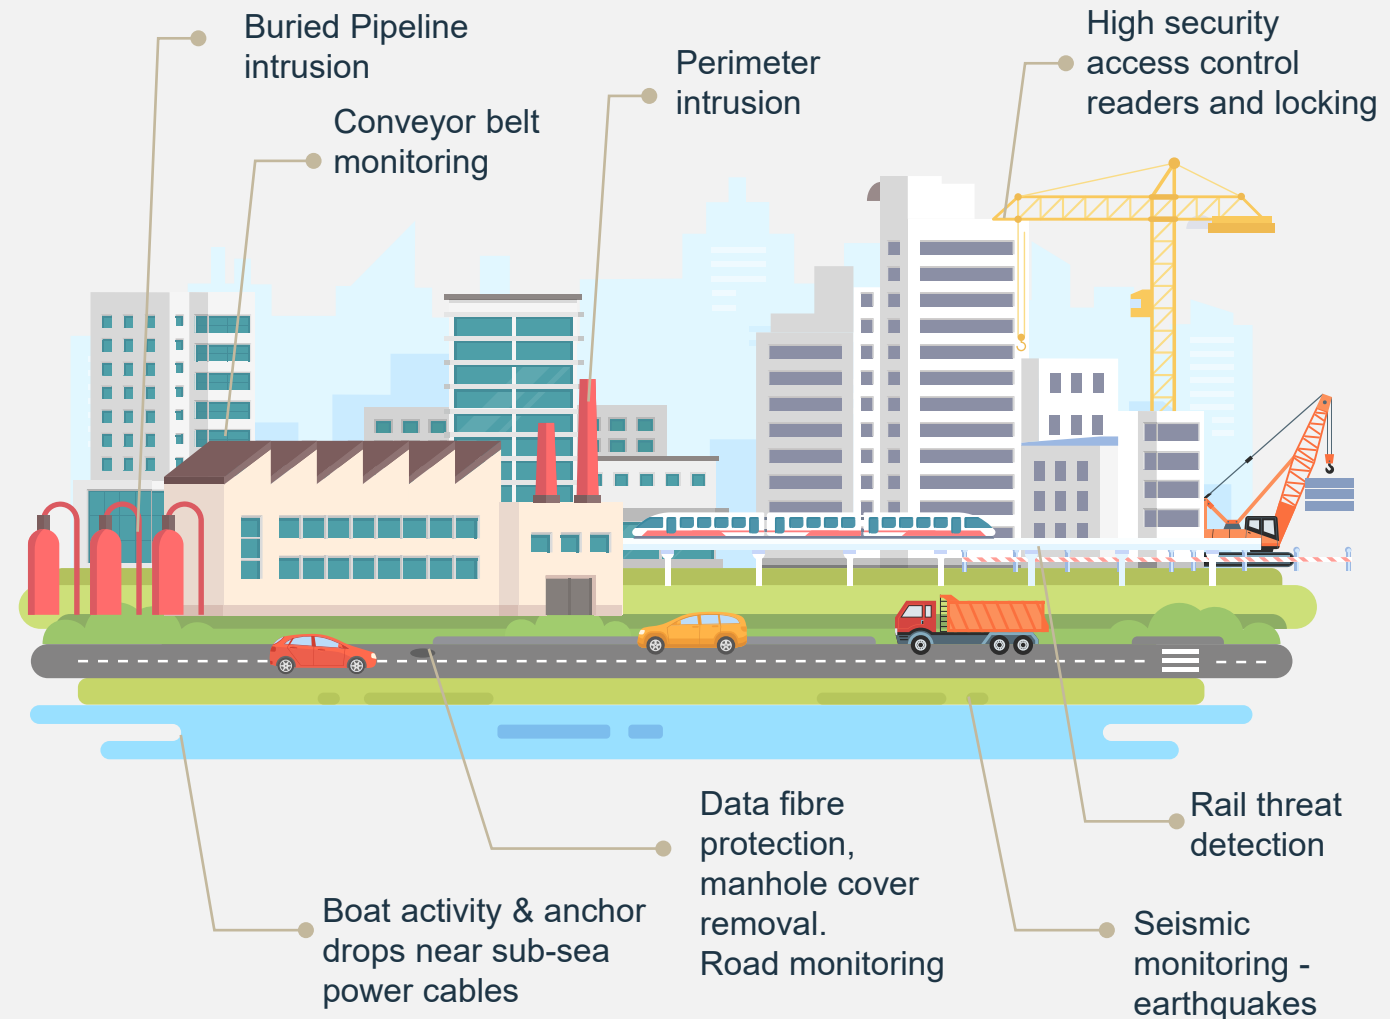 Buried Pipeline
intrusion
Conveyor belt
monitoring
Perimeter
intrusion
High security
access control
readers and locking
Data fibre
protection,
manhole cover
removal.
Road monitoring
Rail threat
detection
Boat activity & anchor
drops near sub-sea
power cables
Seismic
monitoring -
earthquakes